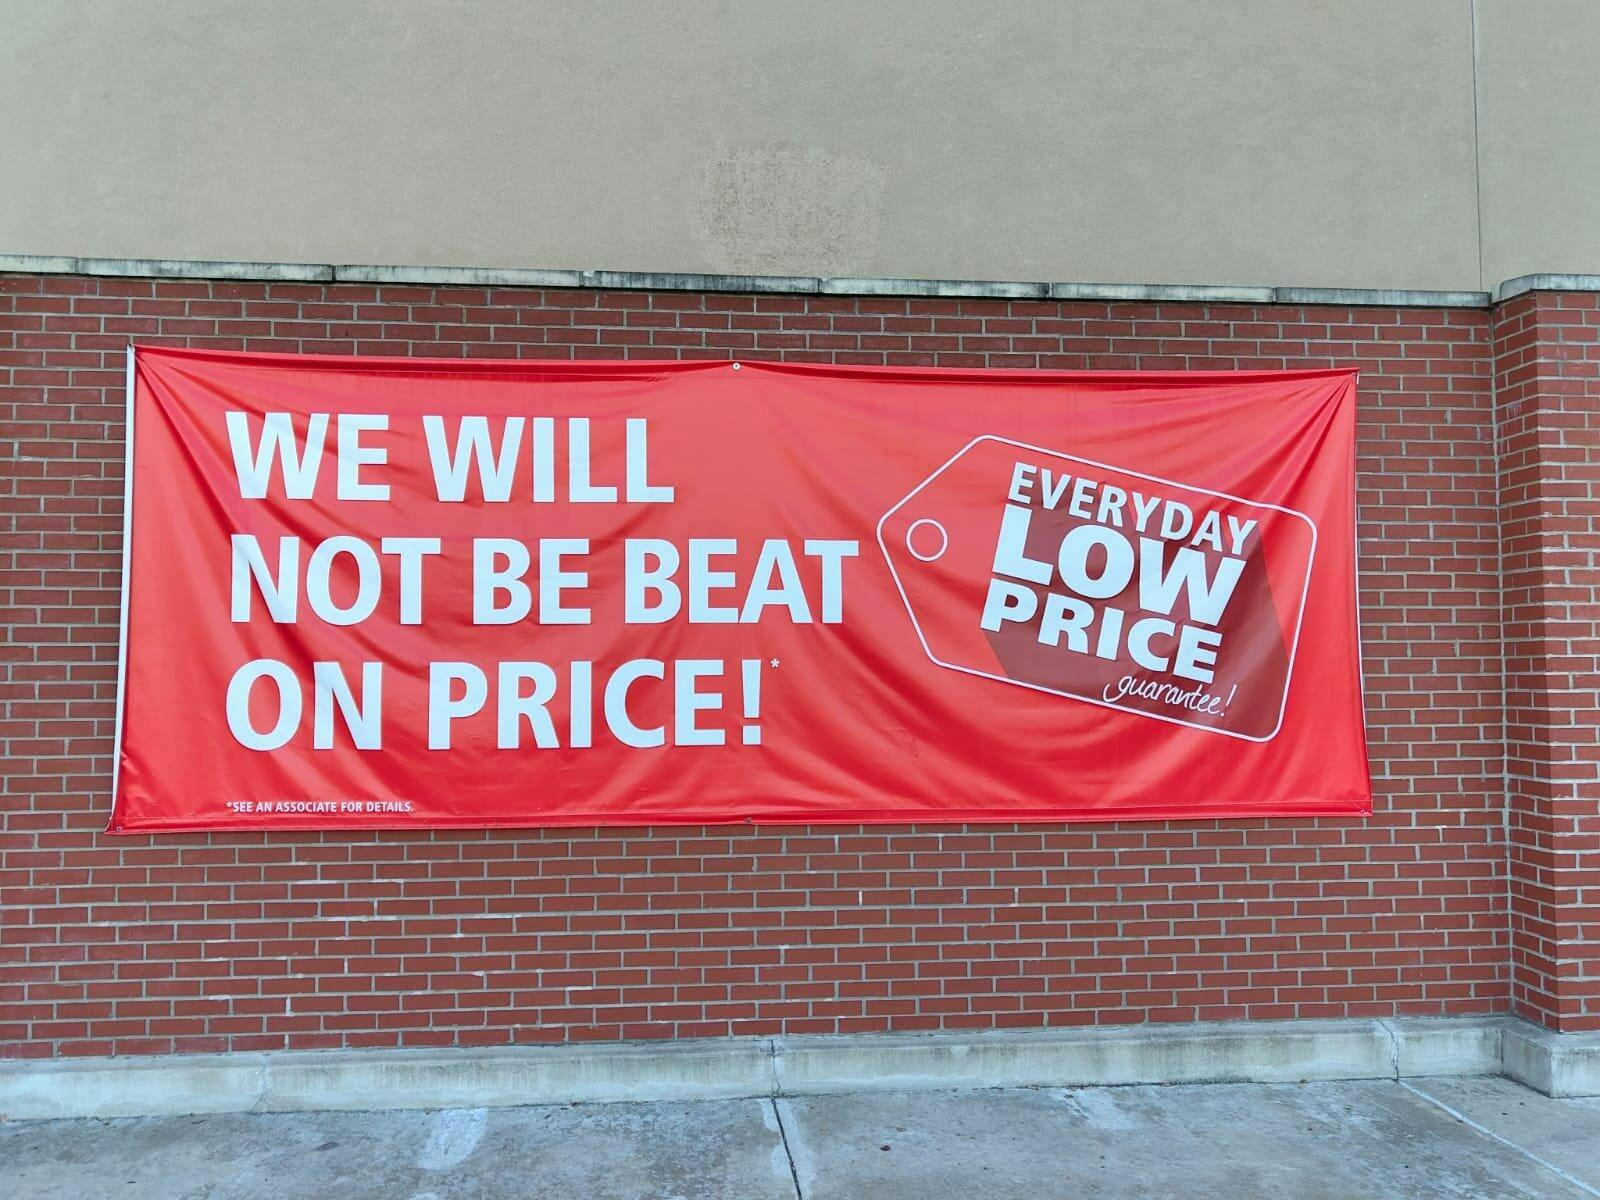 WE WILL
NOT BE BEAT
ON PRICE!*
*SEE AN ASSOCIATE FOR DETAILS.
EVERYDAY
LOW
PRICE
guarantee!